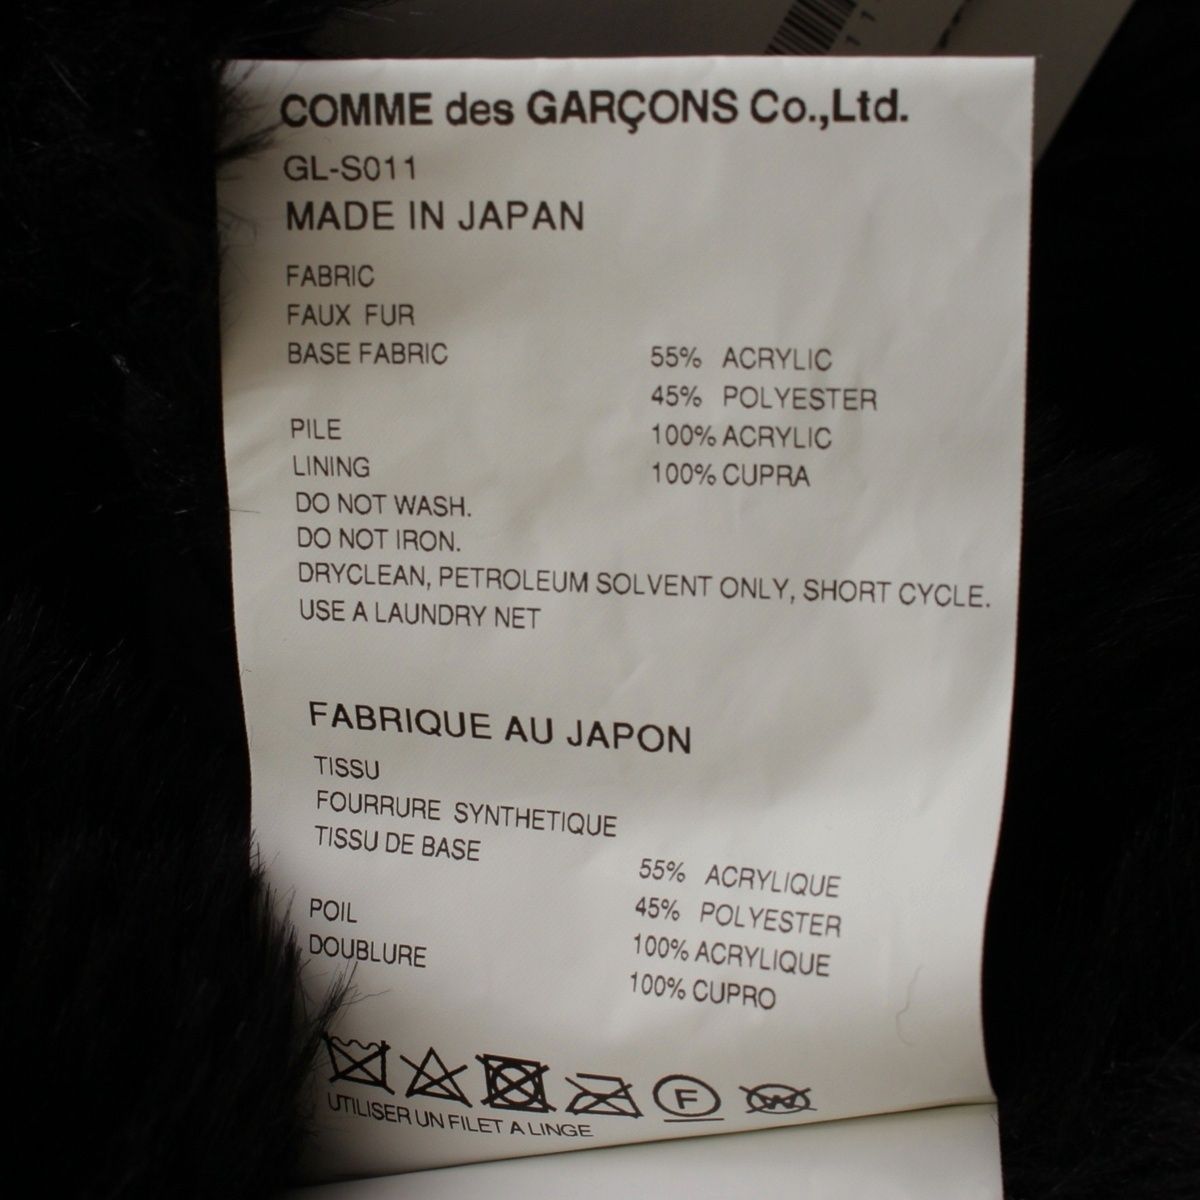 COMME des GARÇONS Co.,Ltd.
GL-S011
MADE IN JAPAN
FABRIC
FAUX FUR
BASE FABRIC 55% ACRYLIC
45% POLYESTER
PILE 100% ACRYLIC
LINING 100% CUPRA
DO NOT WASH.
DO NOT IRON.
DRYCLEAN, PETROLEUM SOLVENT ONLY, SHORT CYCLE.
USE A LAUNDRY NET
FABRIQUE AU JAPON
TISSU
FOURRURE SYNTHETIQUE
TISSU DE BASE 55% ACRYLIQUE
45% POLYESTER
POIL 100% ACRYLIQUE
DOUBLURE 100% CUPRO
F W
UTILISER UN FILET A LINGE